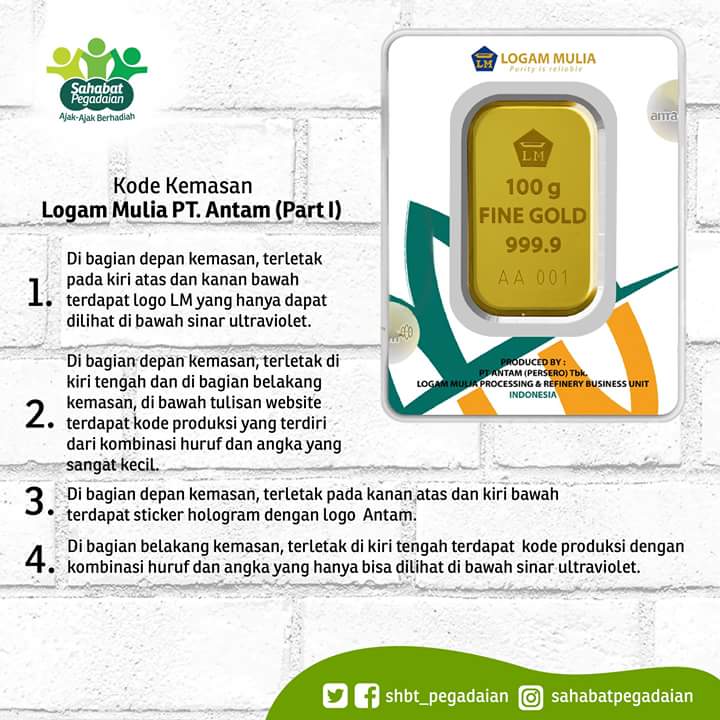 Sahabat
Pegadaian
Ajak-Ajak Berhadiah
LM LOGAM MULIA
Purity is reliable
LM
100 g
FINE GOLD
999.9
AA 001
PRODUCED BY :
PT ANTAM (PERSERO) Tbk.
LOGAM MULIA PROCESSING & REFINERY BUSINESS UNIT
INDONESIA
Kode Kemasan
Logam Mulia PT. Antam (Part I)
1. Di bagian depan kemasan, terletak
pada kiri atas dan kanan bawah
terdapat logo LM yang hanya dapat
dilihat di bawah sinar ultraviolet.
2. Di bagian depan kemasan, terletak di
kiri tengah dan di bagian belakang
kemasan, di bawah tulisan website
terdapat kode produksi yang terdiri
dari kombinasi huruf dan angka yang
sangat kecil.
3. Di bagian depan kemasan, terletak pada kanan atas dan kiri bawah
terdapat sticker hologram dengan logo Antam.
4. Di bagian belakang kemasan, terletak di kiri tengah terdapat kode produksi dengan
kombinasi huruf dan angka yang hanya bisa dilihat di bawah sinar ultraviolet.
shbt_pegadaian sahabatpegadaian